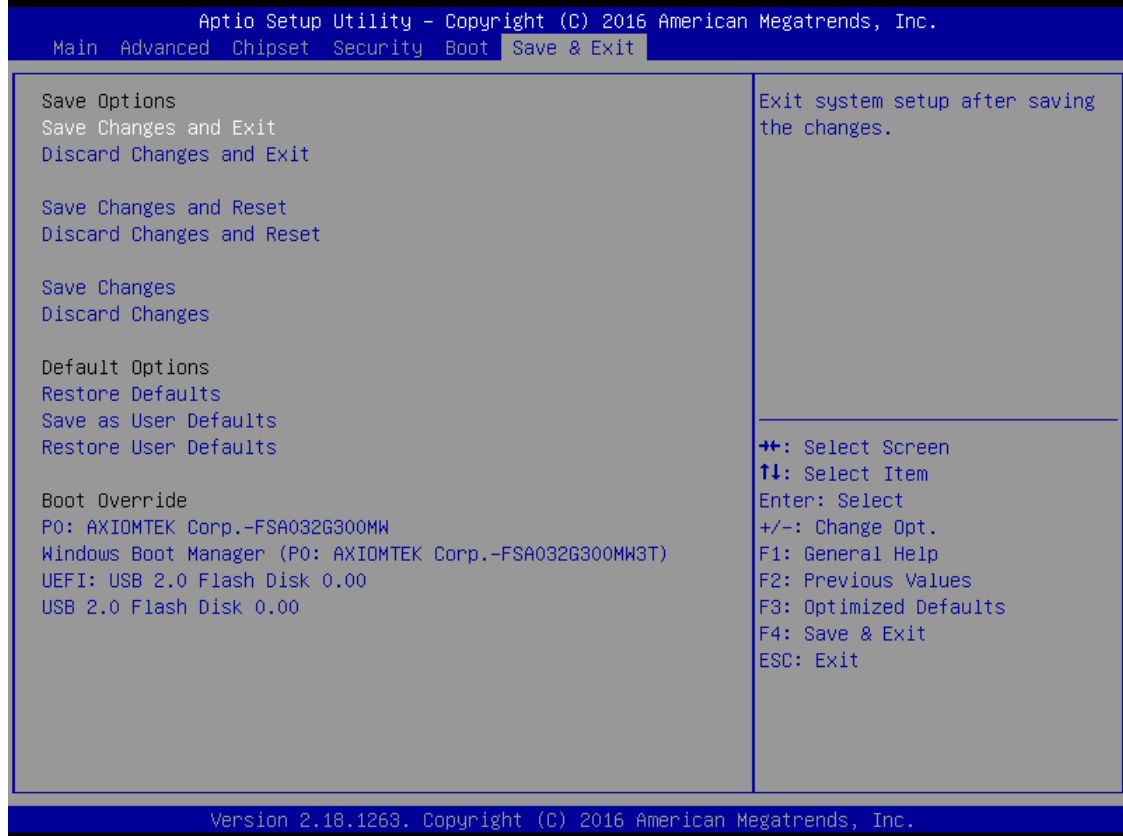 Aptio Setup Utility – Copyright (C) 2016 American Megatrends, Inc.
Main Advanced Chipset Security Boot Save & Exit
Save Options
Save Changes and Exit
Discard Changes and Exit
Save Changes and Reset
Discard Changes and Reset
Save Changes
Discard Changes
Default Options
Restore Defaults
Save as User Defaults
Restore User Defaults
Boot Override
P0: AXIOMTEK Corp.-FSA032G300MW
Windows Boot Manager (P0: AXIOMTEK Corp.-FSA032G300MW3T)
UEFI: USB 2.0 Flash Disk 0.00
USB 2.0 Flash Disk 0.00
Exit system setup after saving
the changes.
→←: Select Screen
↑↓: Select Item
Enter: Select
+/-: Change Opt.
F1: General Help
F2: Previous Values
F3: Optimized Defaults
F4: Save & Exit
ESC: Exit
Version 2.18.1263. Copyright (C) 2016 American Megatrends, Inc.